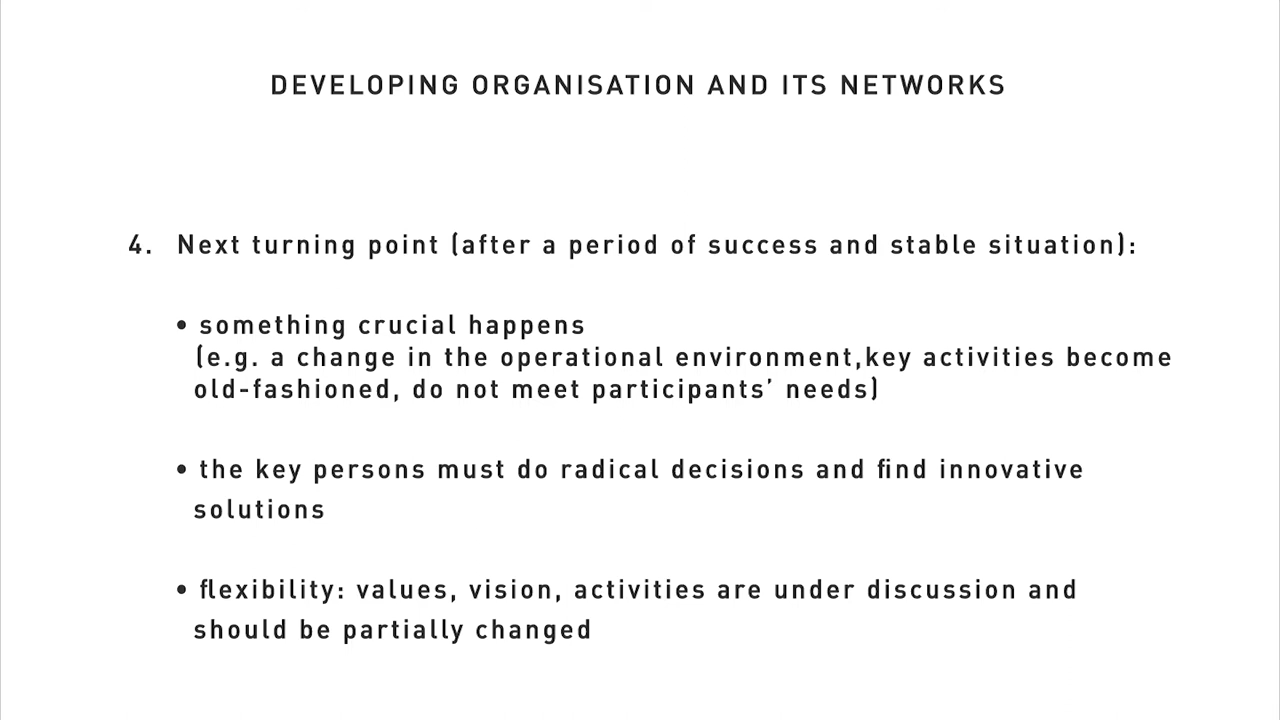 DEVELOPING ORGANISATION AND ITS NETWORKS
4. Next turning point (after a period of success and stable situation):
• something crucial happens
(e.g. a change in the operational environment,key activities become
old-fashioned, do not meet participants’ needs)
• the key persons must do radical decisions and find innovative
solutions
• flexibility: values, vision, activities are under discussion and
should be partially changed